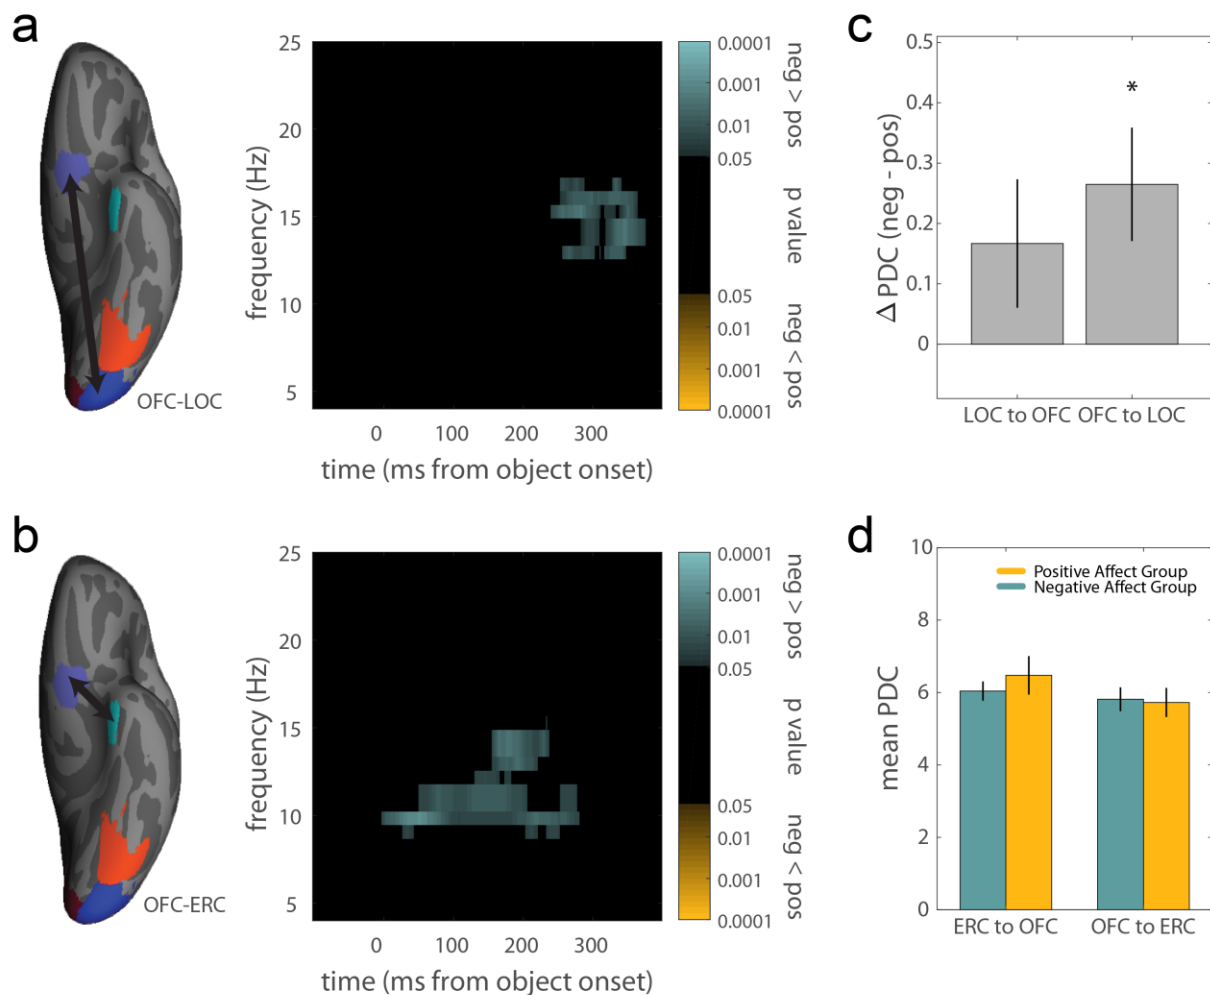 a
OFC-LOC
frequency (Hz)
25
20
15
10
5
0
100
200
300
time (ms from object onset)
0.0001
0.001
0.01
0.05
0.05
0.01
0.001
0.0001
neg > pos
p value
neg < pos
c
Δ PDC (neg - pos)
0.5
0.4
0.3
0.2
0.1
0
*
LOC to OFC
OFC to LOC
b
OFC-ERC
frequency (Hz)
25
20
15
10
5
0
100
200
300
time (ms from object onset)
0.0001
0.001
0.01
0.05
0.05
0.01
0.001
0.0001
neg > pos
p value
neg < pos
d
mean PDC
10
8
6
4
2
0
Positive Affect Group
Negative Affect Group
ERC to OFC
OFC to ERC